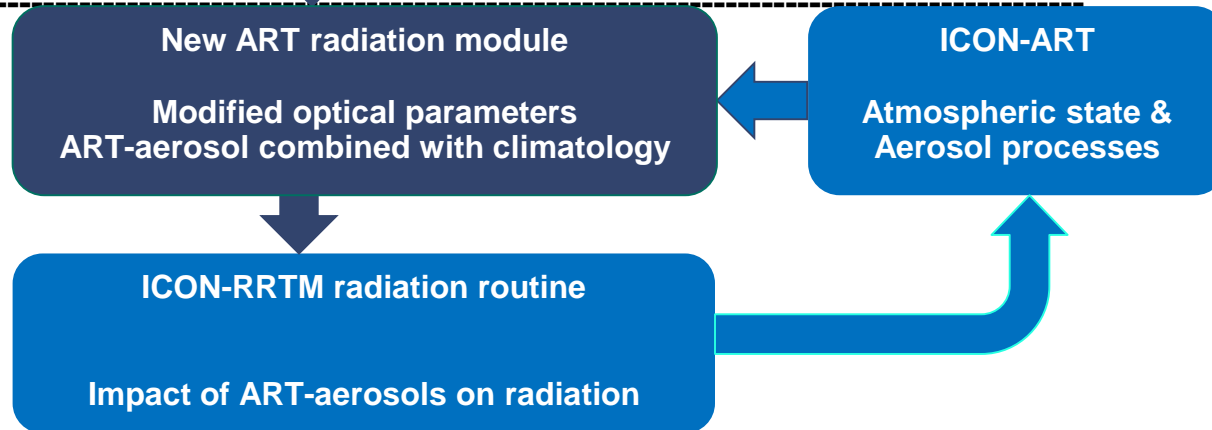 New ART radiation module
Modified optical parameters
ART-aerosol combined with climatology
ICON-ART
Atmospheric state &
Aerosol processes
ICON-RRTM radiation routine
Impact of ART-aerosols on radiation